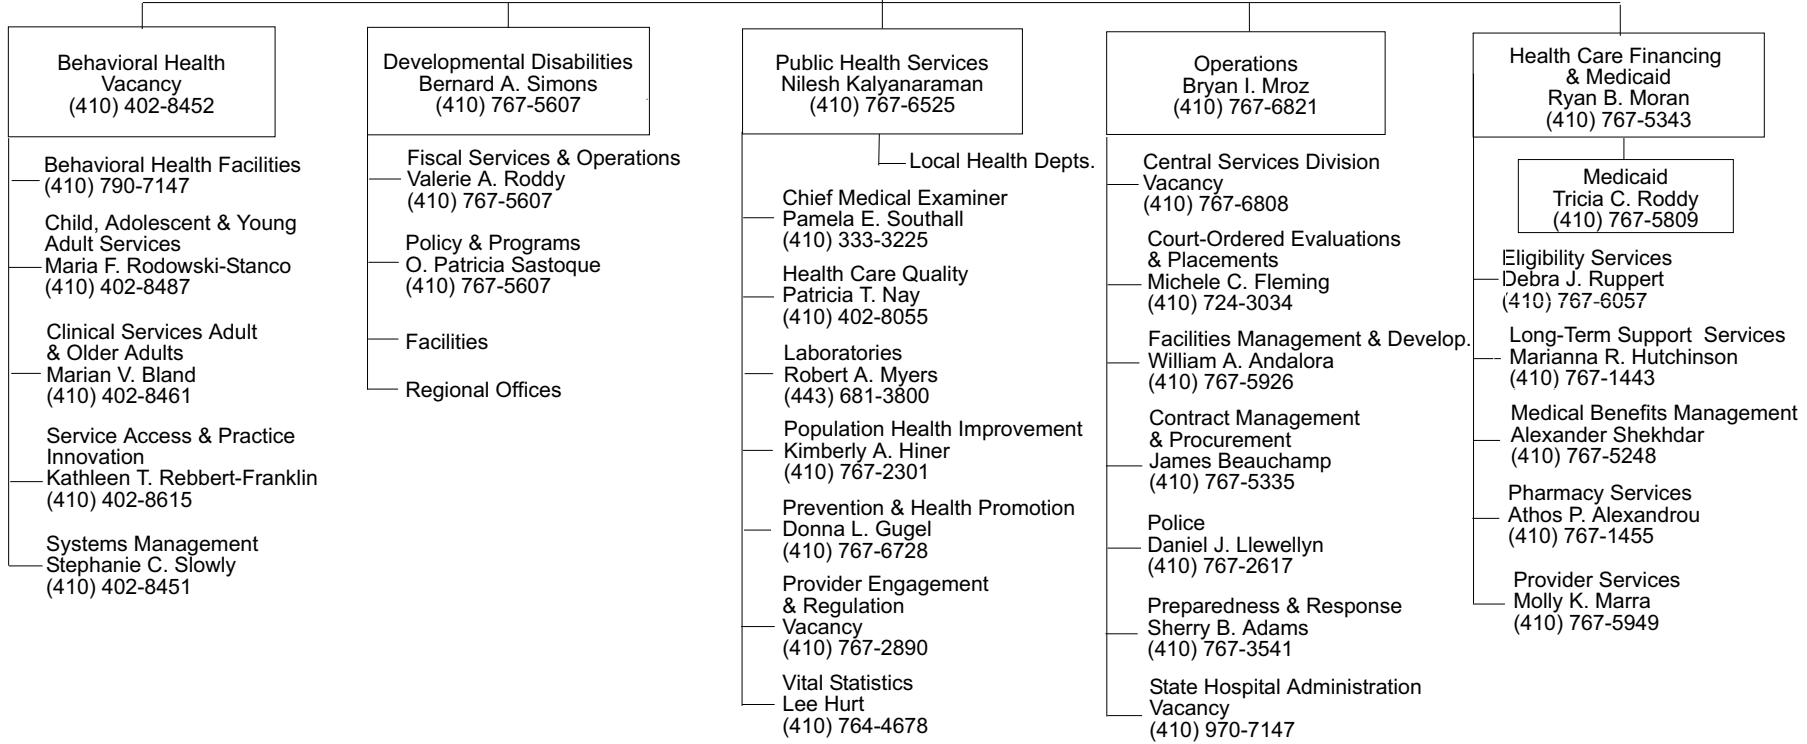 Behavioral Health
Vacancy
(410) 402-8452
Behavioral Health Facilities
(410) 790-7147
Child, Adolescent & Young
Adult Services
Maria F. Rodowski-Stanco
(410) 402-8487
Clinical Services Adult
& Older Adults
Marian V. Bland
(410) 402-8461
Service Access & Practice
Innovation
Kathleen T. Rebbert-Franklin
(410) 402-8615
Systems Management
Stephanie C. Slowly
(410) 402-8451
Developmental Disabilities
Bernard A. Simons
(410) 767-5607
Fiscal Services & Operations
Valerie A. Roddy
(410) 767-5607
Policy & Programs
O. Patricia Sastoque
(410) 767-5607
Facilities
Regional Offices
Public Health Services
Nilesh Kalyanaraman
(410) 767-6525
Local Health Depts.
Chief Medical Examiner
Pamela E. Southall
(410) 333-3225
Health Care Quality
Patricia T. Nay
(410) 402-8055
Laboratories
Robert A. Myers
(443) 681-3800
Population Health Improvement
Kimberly A. Hiner
(410) 767-2301
Prevention & Health Promotion
Donna L. Gugel
(410) 767-6728
Provider Engagement
& Regulation
Vacancy
(410) 767-2890
Vital Statistics
Lee Hurt
(410) 764-4678
Operations
Bryan I. Mroz
(410) 767-6821
Central Services Division
Vacancy
(410) 767-6808
Court-Ordered Evaluations
& Placements
Michele C. Fleming
(410) 724-3034
Facilities Management & Develop.
William A. Andalora
(410) 767-5926
Contract Management
& Procurement
James Beauchamp
(410) 767-5335
Police
Daniel J. Llewellyn
(410) 767-2617
Preparedness & Response
Sherry B. Adams
(410) 767-3541
State Hospital Administration
Vacancy
(410) 970-7147
Health Care Financing
& Medicaid
Ryan B. Moran
(410) 767-5343
Medicaid
Tricia C. Roddy
(410) 767-5809
Eligibility Services
Debra J. Ruppert
(410) 767-6057
Long-Term Support Services
Marianna R. Hutchinson
(410) 767-1443
Medical Benefits Management
Alexander Shekhdar
(410) 767-5248
Pharmacy Services
Athos P. Alexandrou
(410) 767-1455
Provider Services
Molly K. Marra
(410) 767-5949